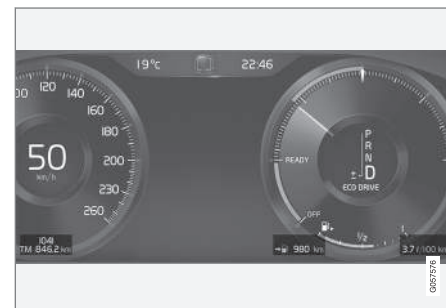 19°c 22:46
120
140
160
180
200
230
260
50
km/h
1041
TM 846.2 km
P
R
N
D
±
ECO DRIVE
READY
OFF
1/2
1
980 km
3.7 l/100 km
G057576